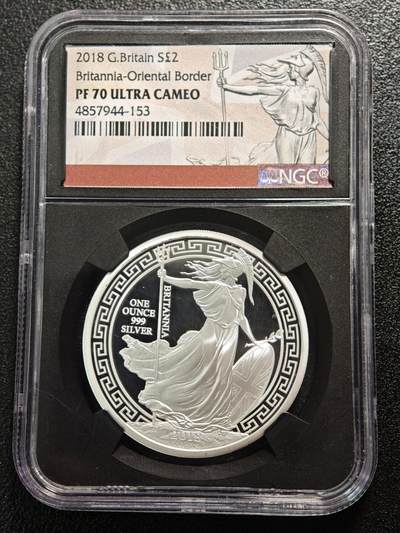 2018 G.Britain S£2
Britannia-Oriental Border
PF 70 ULTRA CAMEO
4857944-153
NGC®
ONE
OUNCE
999
SILVER
BRITANNIA
2018